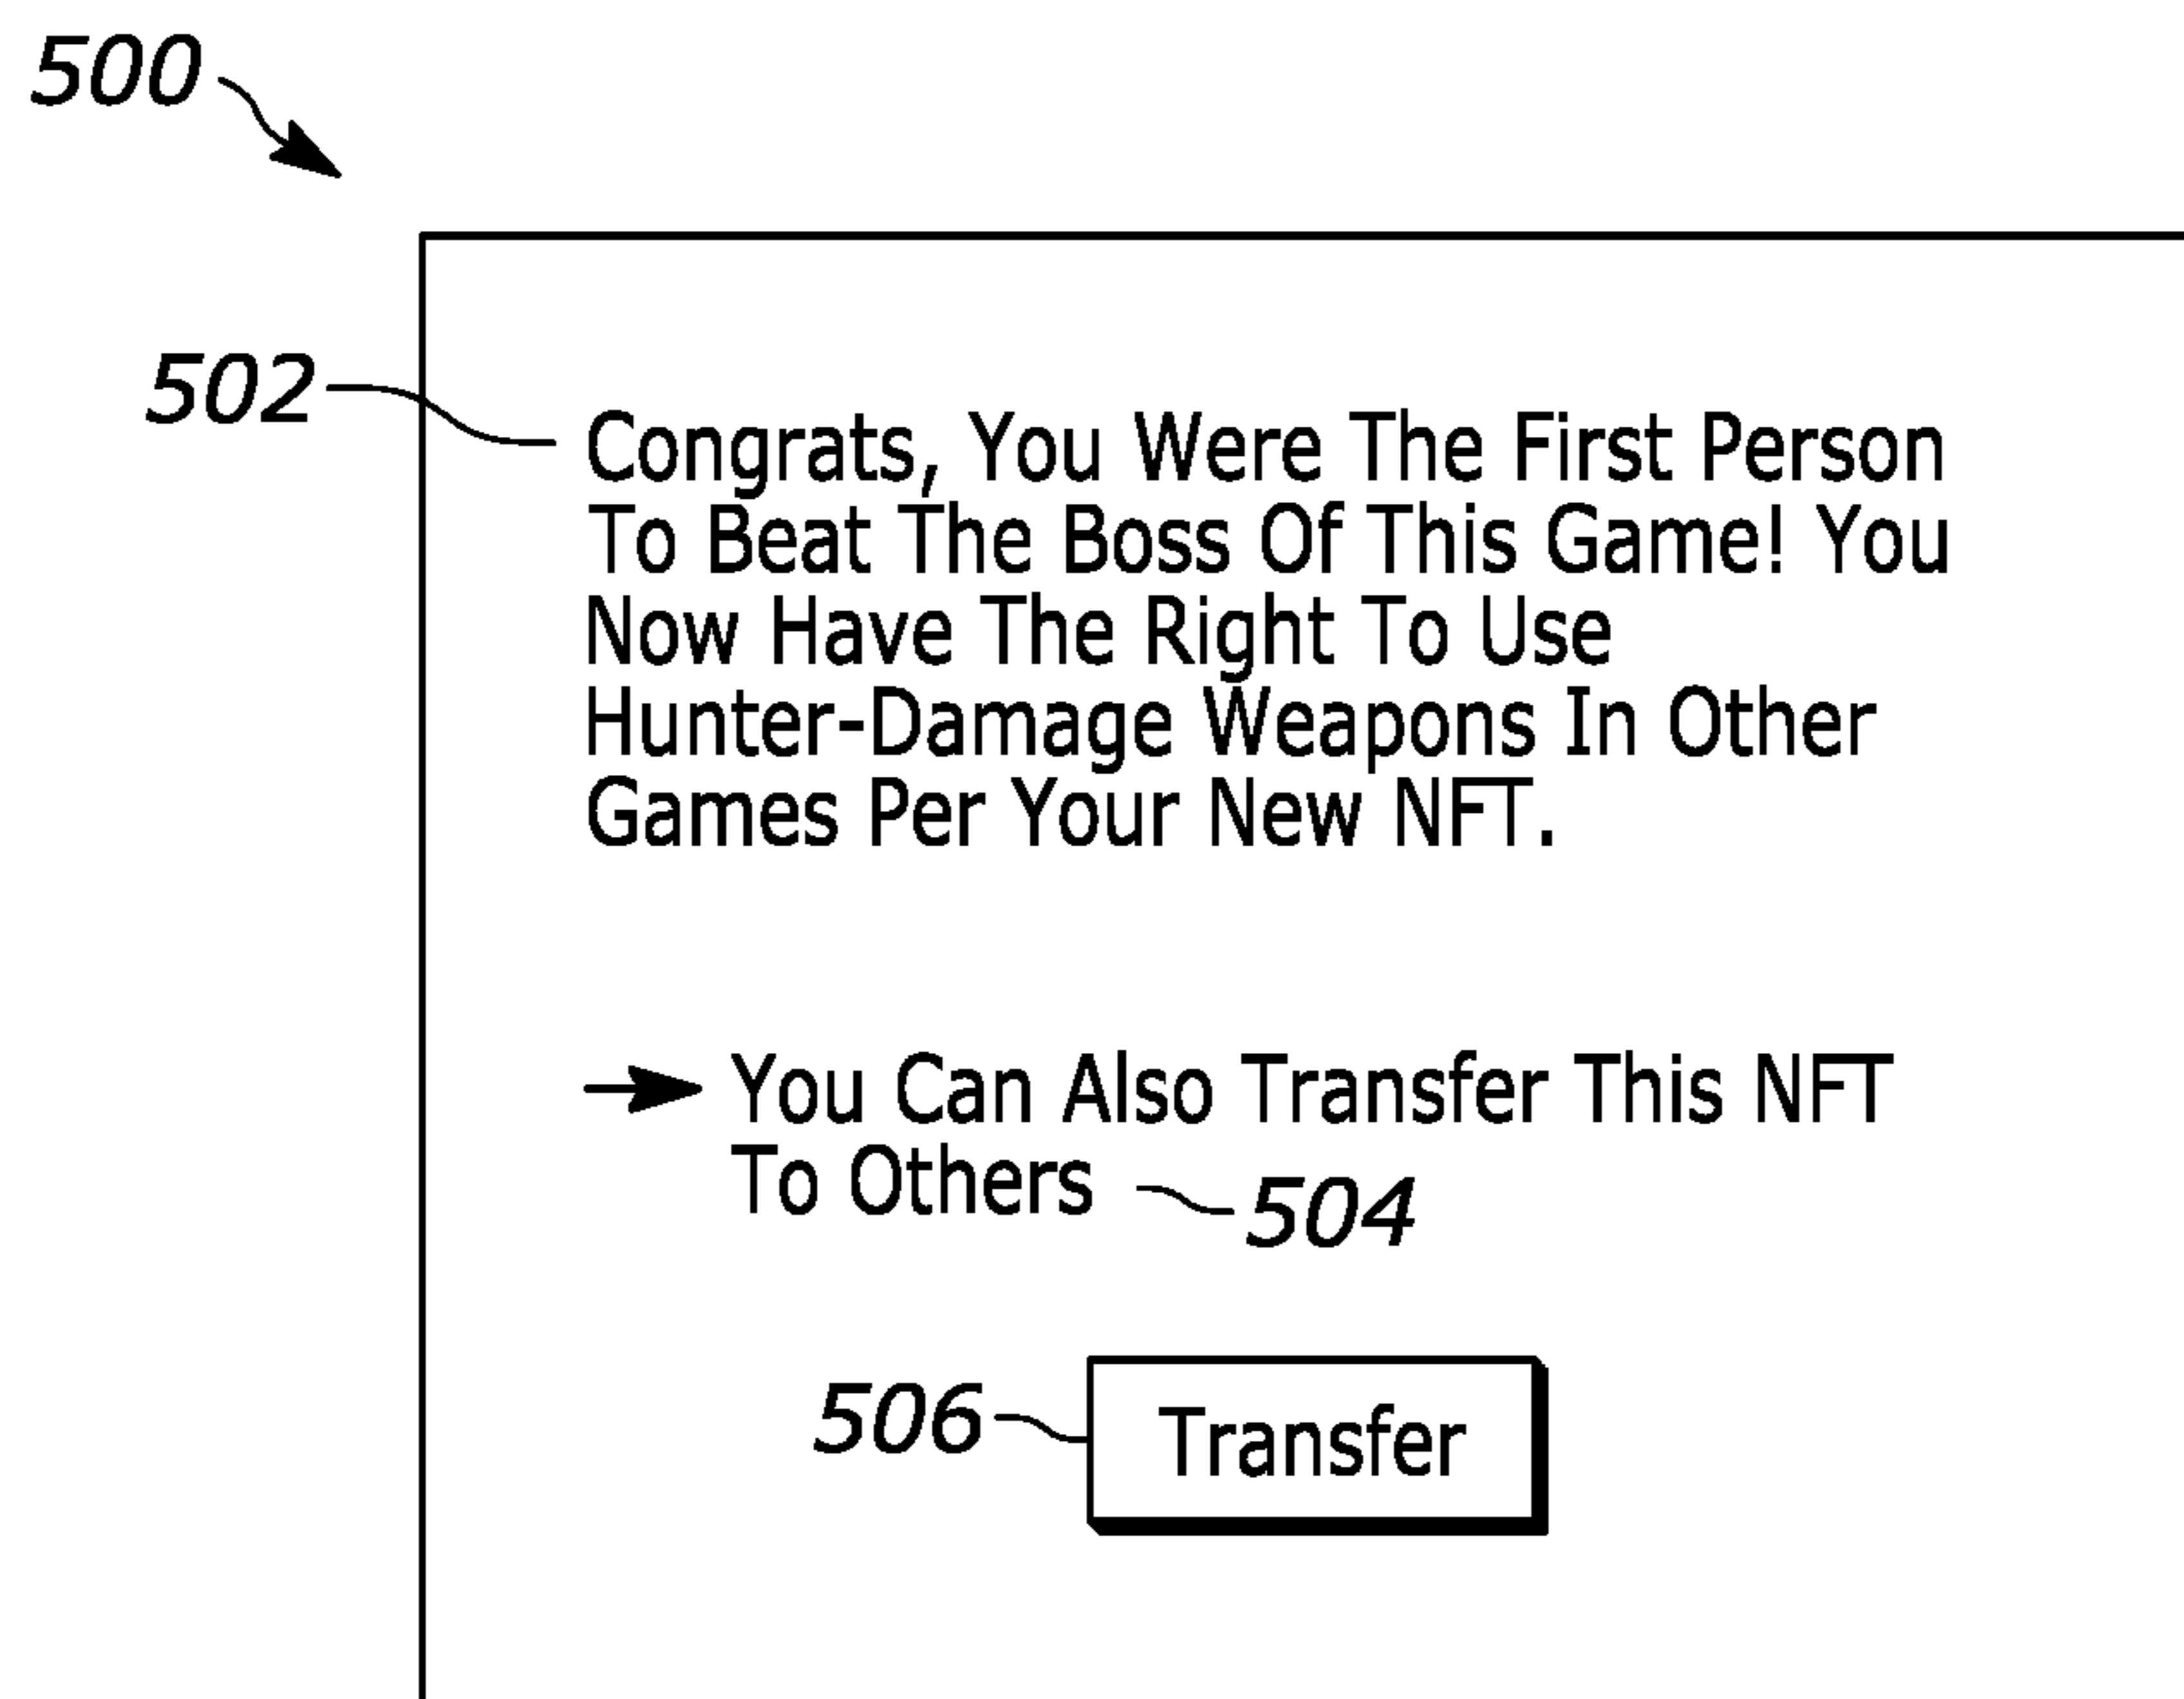 500
502
Congrats, You Were The First Person
To Beat The Boss Of This Game! You
Now Have The Right To Use
Hunter-Damage Weapons In Other
Games Per Your New NFT.
You Can Also Transfer This NFT
To Others
504
506
Transfer